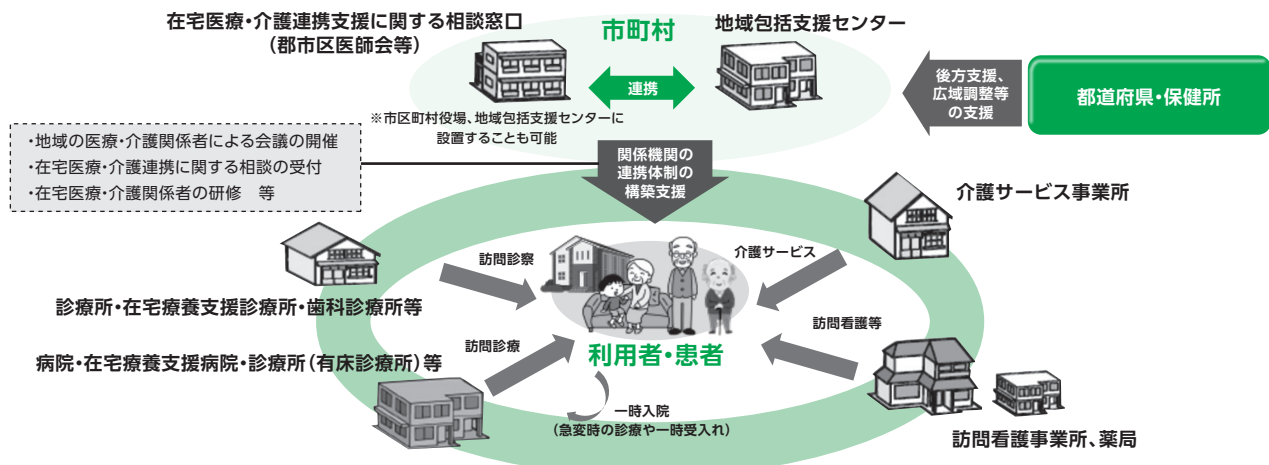 在宅医療・介護連携支援に関する相談窓口
(郡市区医師会等)
市町村
地域包括支援センター
連携
※市区町村役場、地域包括支援センターに
設置することも可能
後方支援、
広域調整等
の支援
都道府県・保健所
・地域の医療・介護関係者による会議の開催
・在宅医療・介護連携に関する相談の受付
・在宅医療・介護関係者の研修 等
関係機関の
連携体制の
構築支援
介護サービス事業所
訪問診察
介護サービス
診療所・在宅療養支援診療所・歯科診療所等
訪問看護等
病院・在宅療養支援病院・診療所(有床診療所)等
訪問診療
利用者・患者
一時入院
(急変時の診療や一時受入れ)
訪問看護事業所、薬局